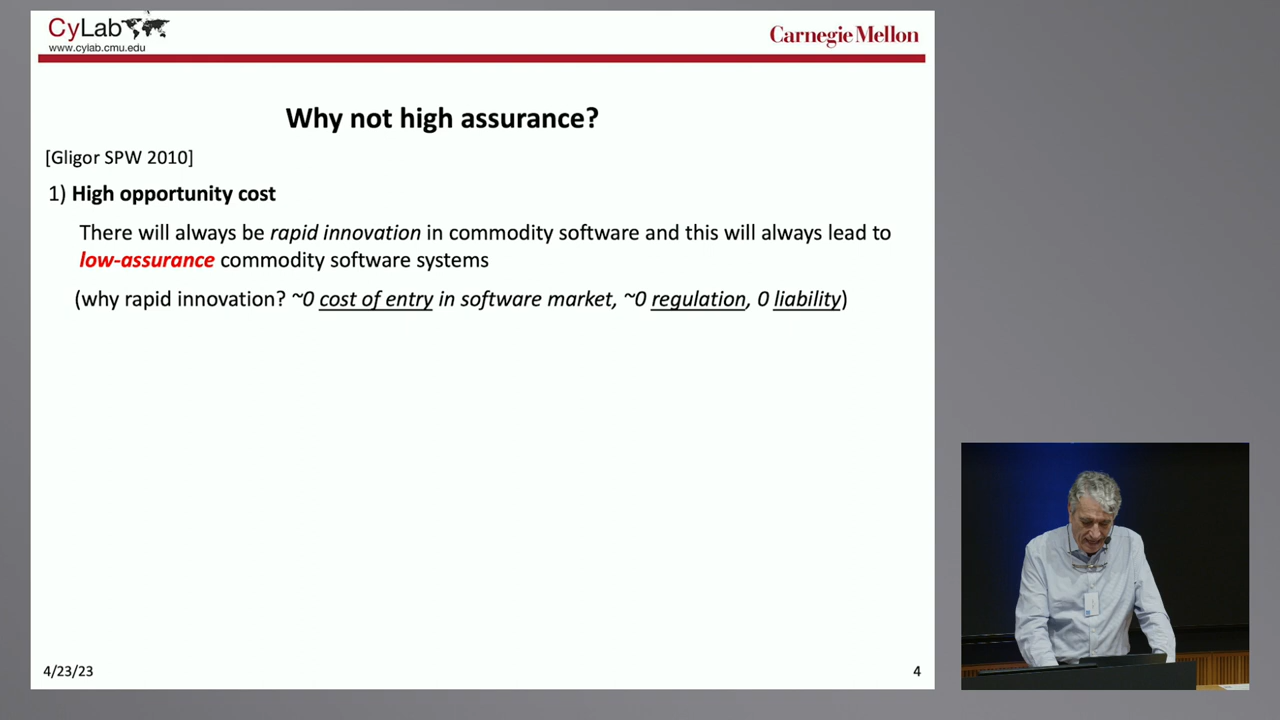 CyLab
www.cylab.cmu.edu
Carnegie Mellon
Why not high assurance?
[Gligor SPW 2010]
1) High opportunity cost
There will always be rapid innovation in commodity software and this will always lead to
low-assurance commodity software systems
(why rapid innovation? ~0 cost of entry in software market, ~0 regulation, 0 liability)
4/23/23
4